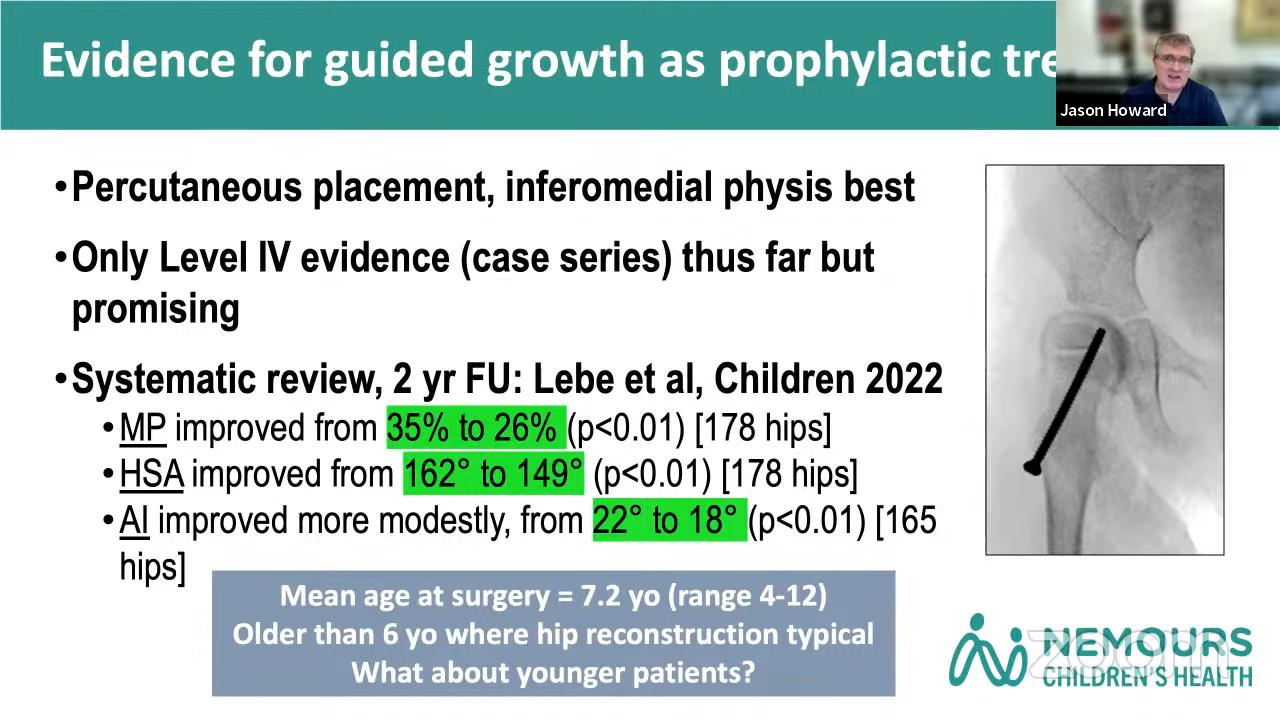 Evidence for guided growth as prophylactic tre
Jason Howard
•Percutaneous placement, inferomedial physis best
•Only Level IV evidence (case series) thus far but
promising
•Systematic review, 2 yr FU: Lebe et al, Children 2022
•MP improved from 35% to 26% (p<0.01) [178 hips]
•HSA improved from 162° to 149° (p<0.01) [178 hips]
•AI improved more modestly, from 22° to 18° (p<0.01) [165
hips]
Mean age at surgery = 7.2 yo (range 4-12)
Older than 6 yo where hip reconstruction typical
What about younger patients?
NEMOURS
CHILDREN'S HEALTH
zoom